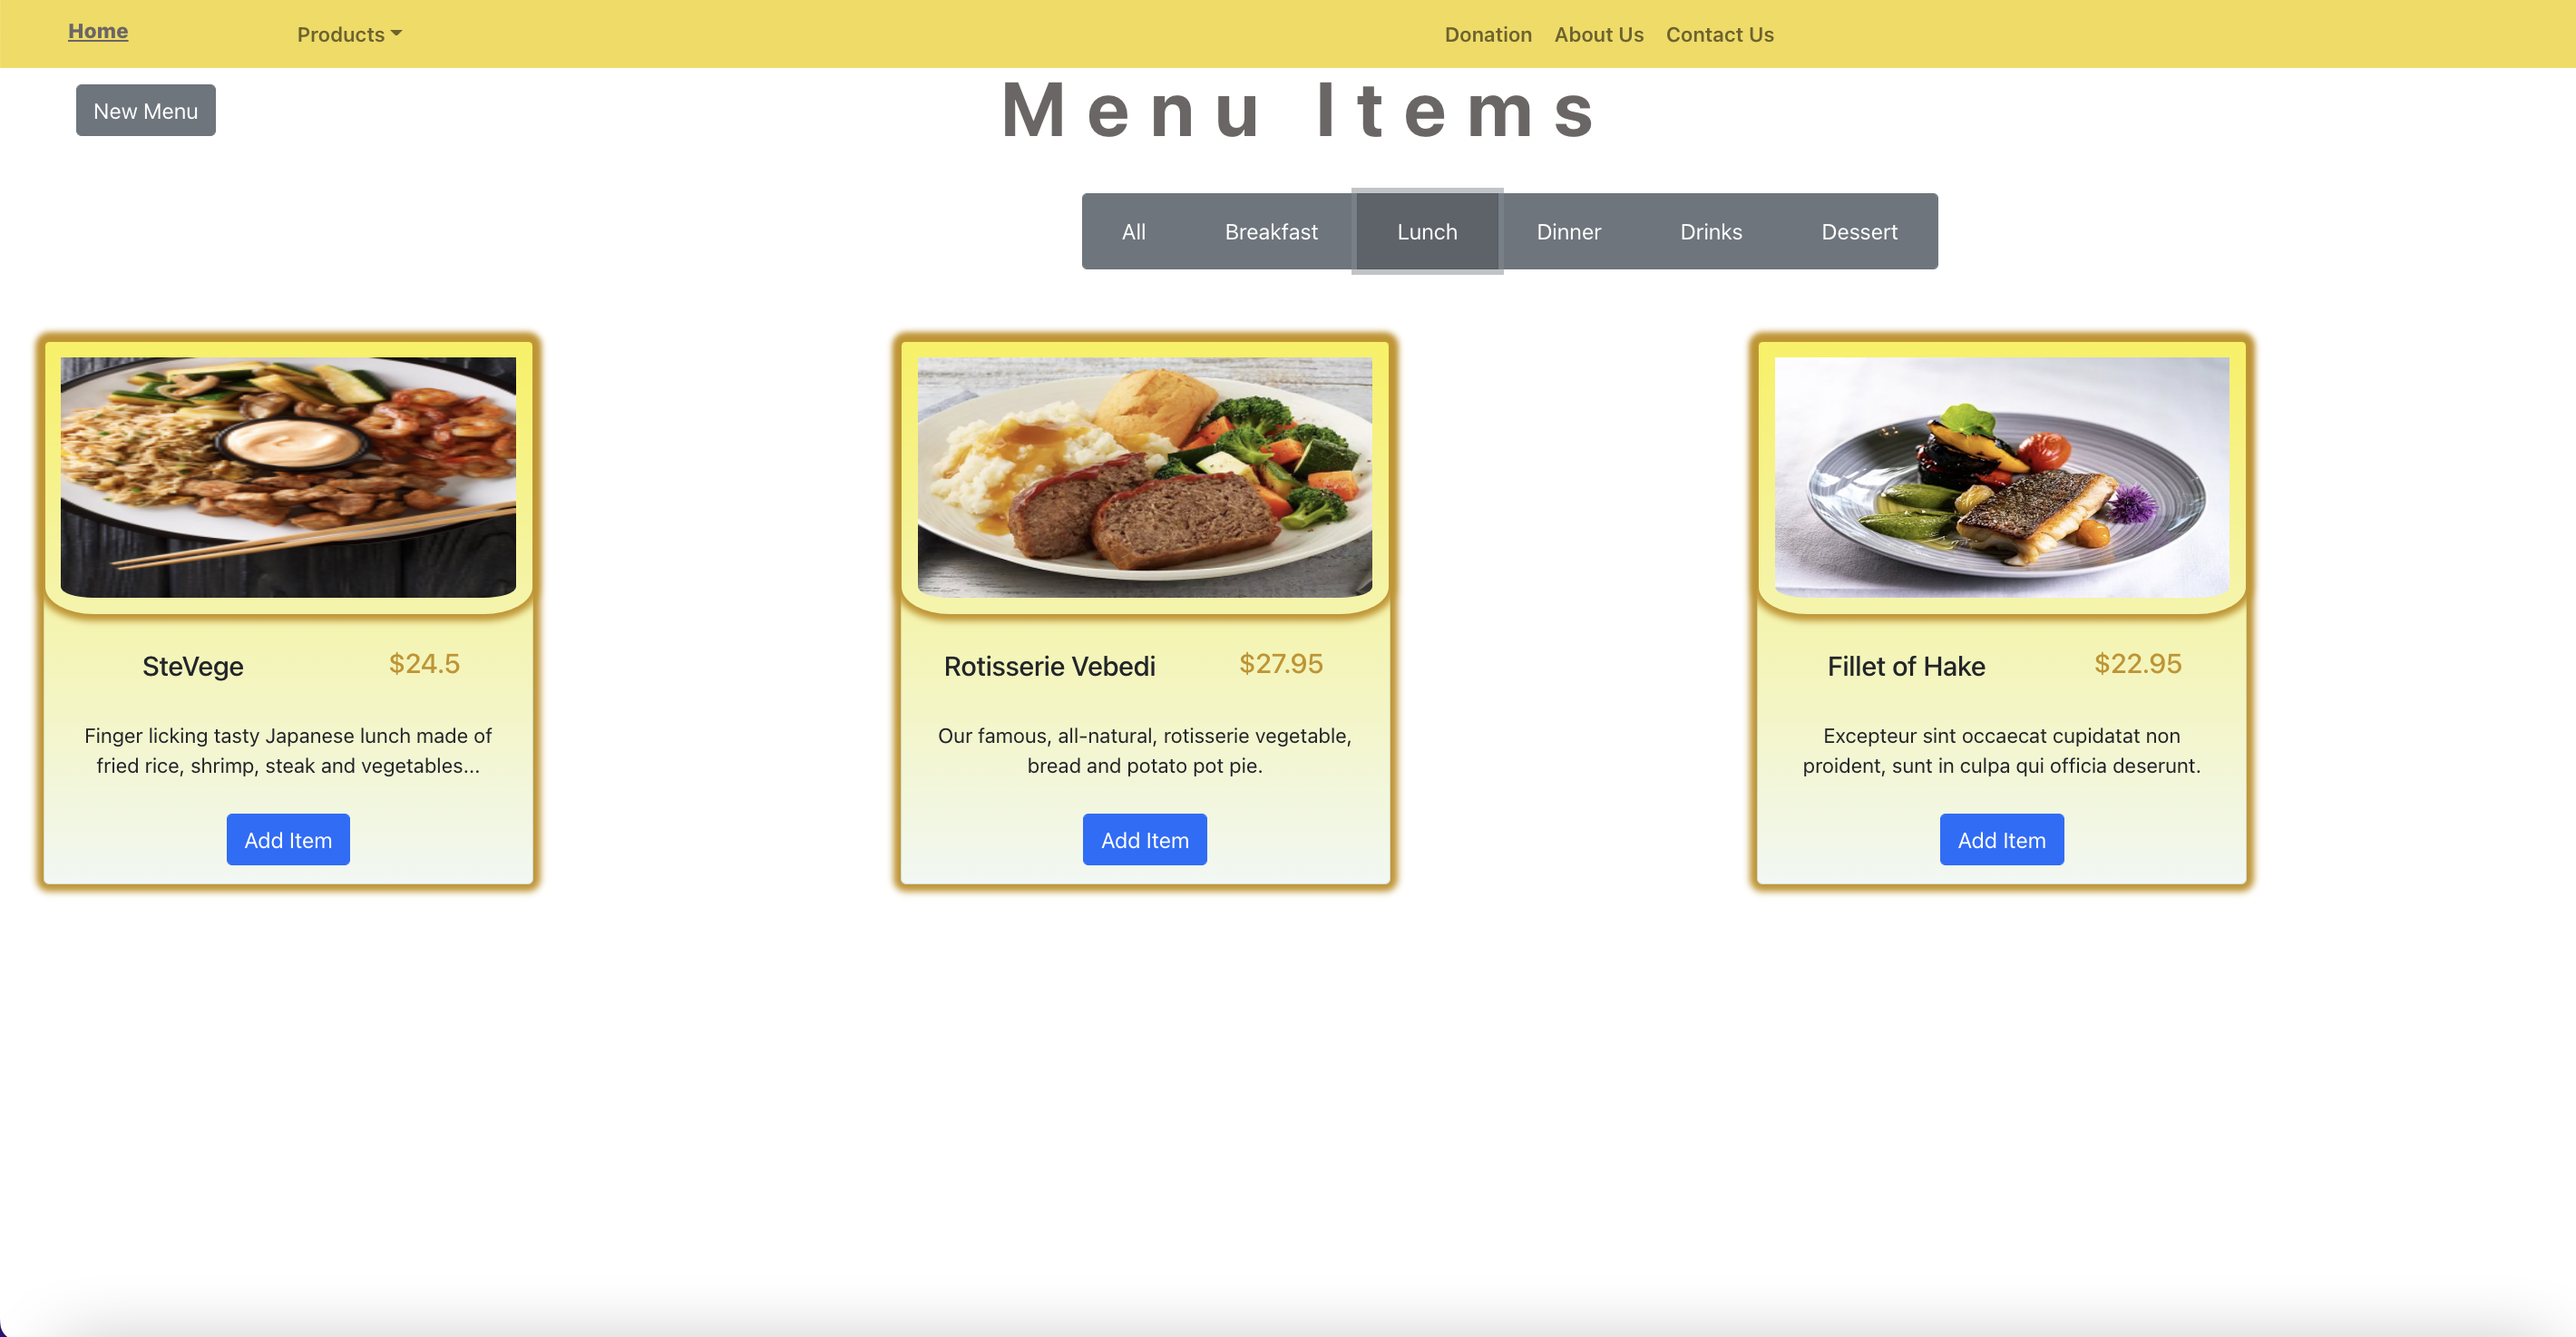 Home Products Donation About Us Contact Us
New Menu
Menu Items
All Breakfast Lunch Dinner Drinks Dessert
SteVege $24.5
Finger licking tasty Japanese lunch made of
fried rice, shrimp, steak and vegetables...
Add Item
Rotisserie Vebedi $27.95
Our famous, all-natural, rotisserie vegetable,
bread and potato pot pie.
Add Item
Fillet of Hake $22.95
Excepteur sint occaecat cupidatat non
proident, sunt in culpa qui officia deserunt.
Add Item